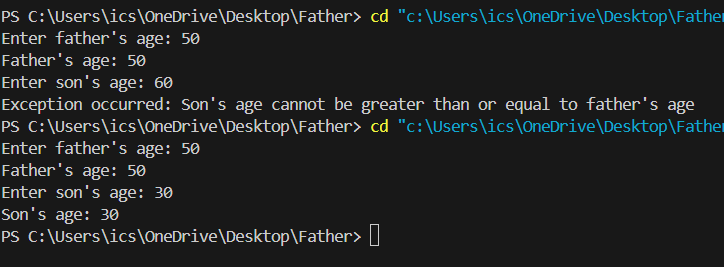 PS C:\Users\ics\OneDrive\Desktop\Father> cd "c:\Users\ics\OneDrive\Desktop\Father
Enter father's age: 50
Father's age: 50
Enter son's age: 60
Exception occurred: Son's age cannot be greater than or equal to father's age
PS C:\Users\ics\OneDrive\Desktop\Father> cd "c:\Users\ics\OneDrive\Desktop\Father
Enter father's age: 50
Father's age: 50
Enter son's age: 30
Son's age: 30
PS C:\Users\ics\OneDrive\Desktop\Father>